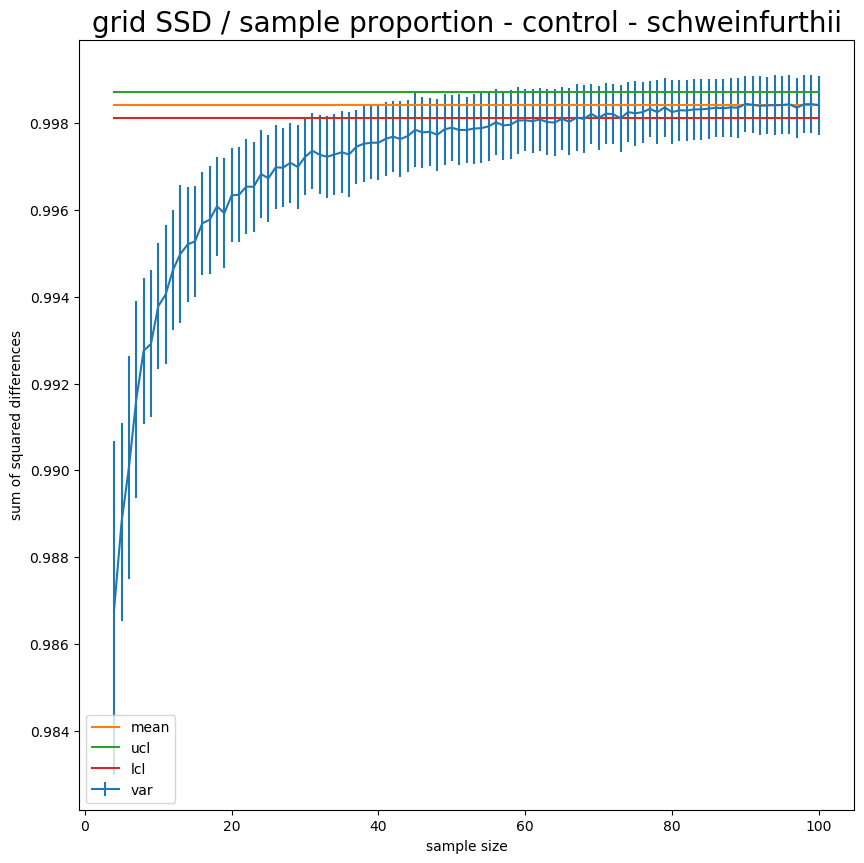 grid SSD / sample proportion - control - schweinfurthii
sum of squared differences
0.998
0.996
0.994
0.992
0.990
0.988
0.986
0.984
mean
ucl
lcl
var
0 20 40 60 80 100
sample size